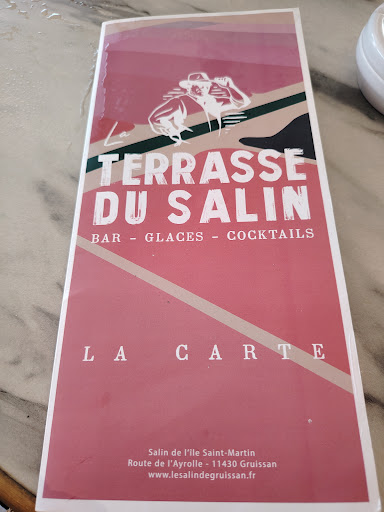 La
TERRASSE
DU SALIN
BAR - GLACES - COCKTAILS
LA CARTE
Salin de l'île Saint-Martin
Route de l'Ayrolle - 11430 Gruissan
www.lesalindegruissan.fr